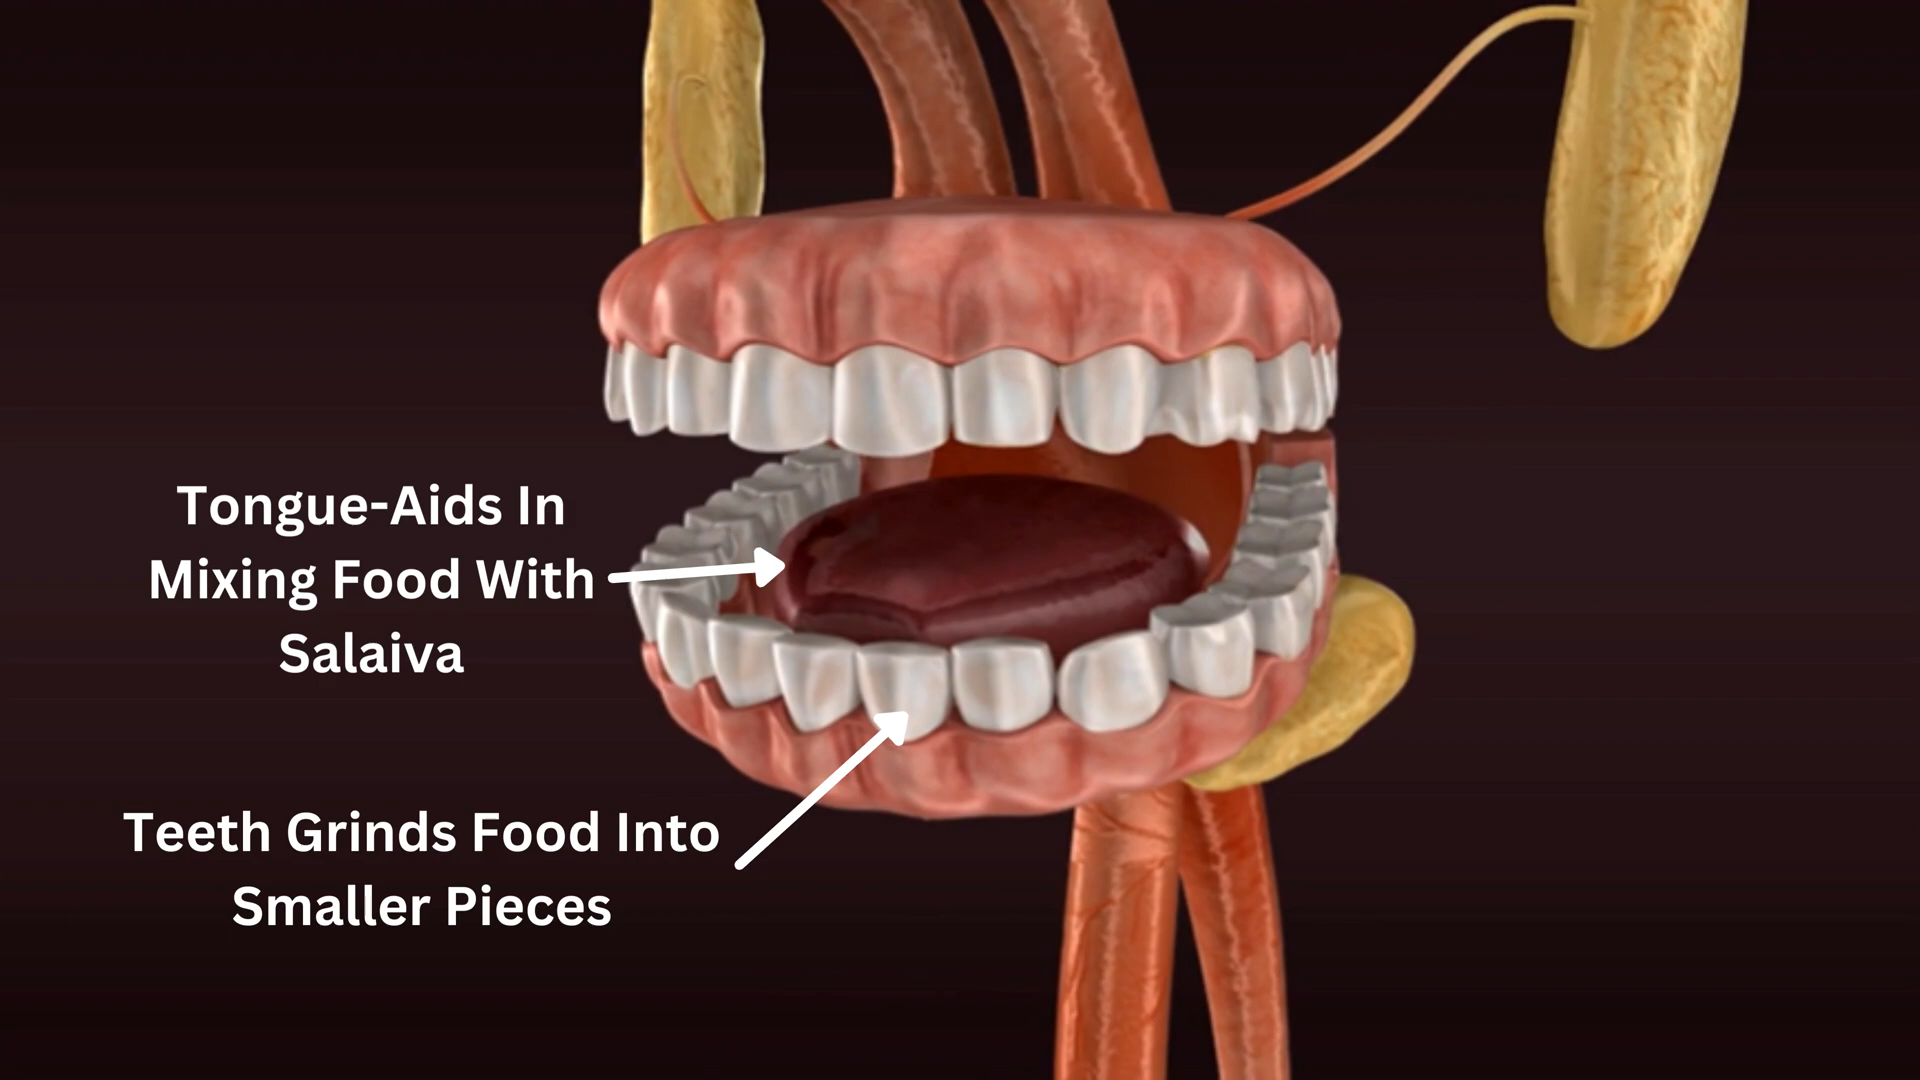 Tongue-Aids In
Mixing Food With
Salaiva
Teeth Grinds Food Into
Smaller Pieces